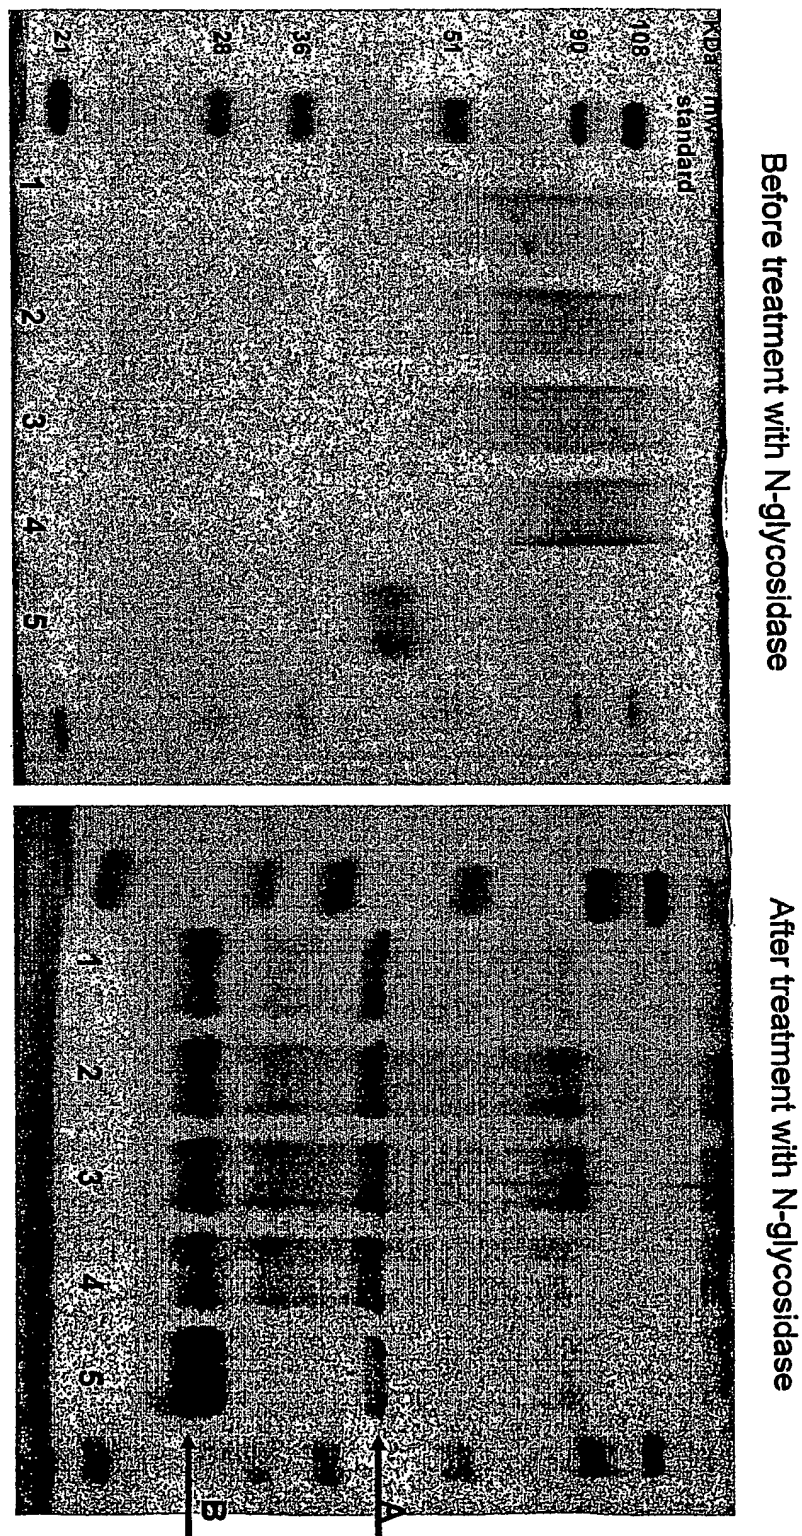 Before treatment with N-glycosidase
KDa mw
standard
108
90
51
36
28
21
1 2 3 4 5
After treatment with N-glycosidase
1 2 3 4 5
A
B